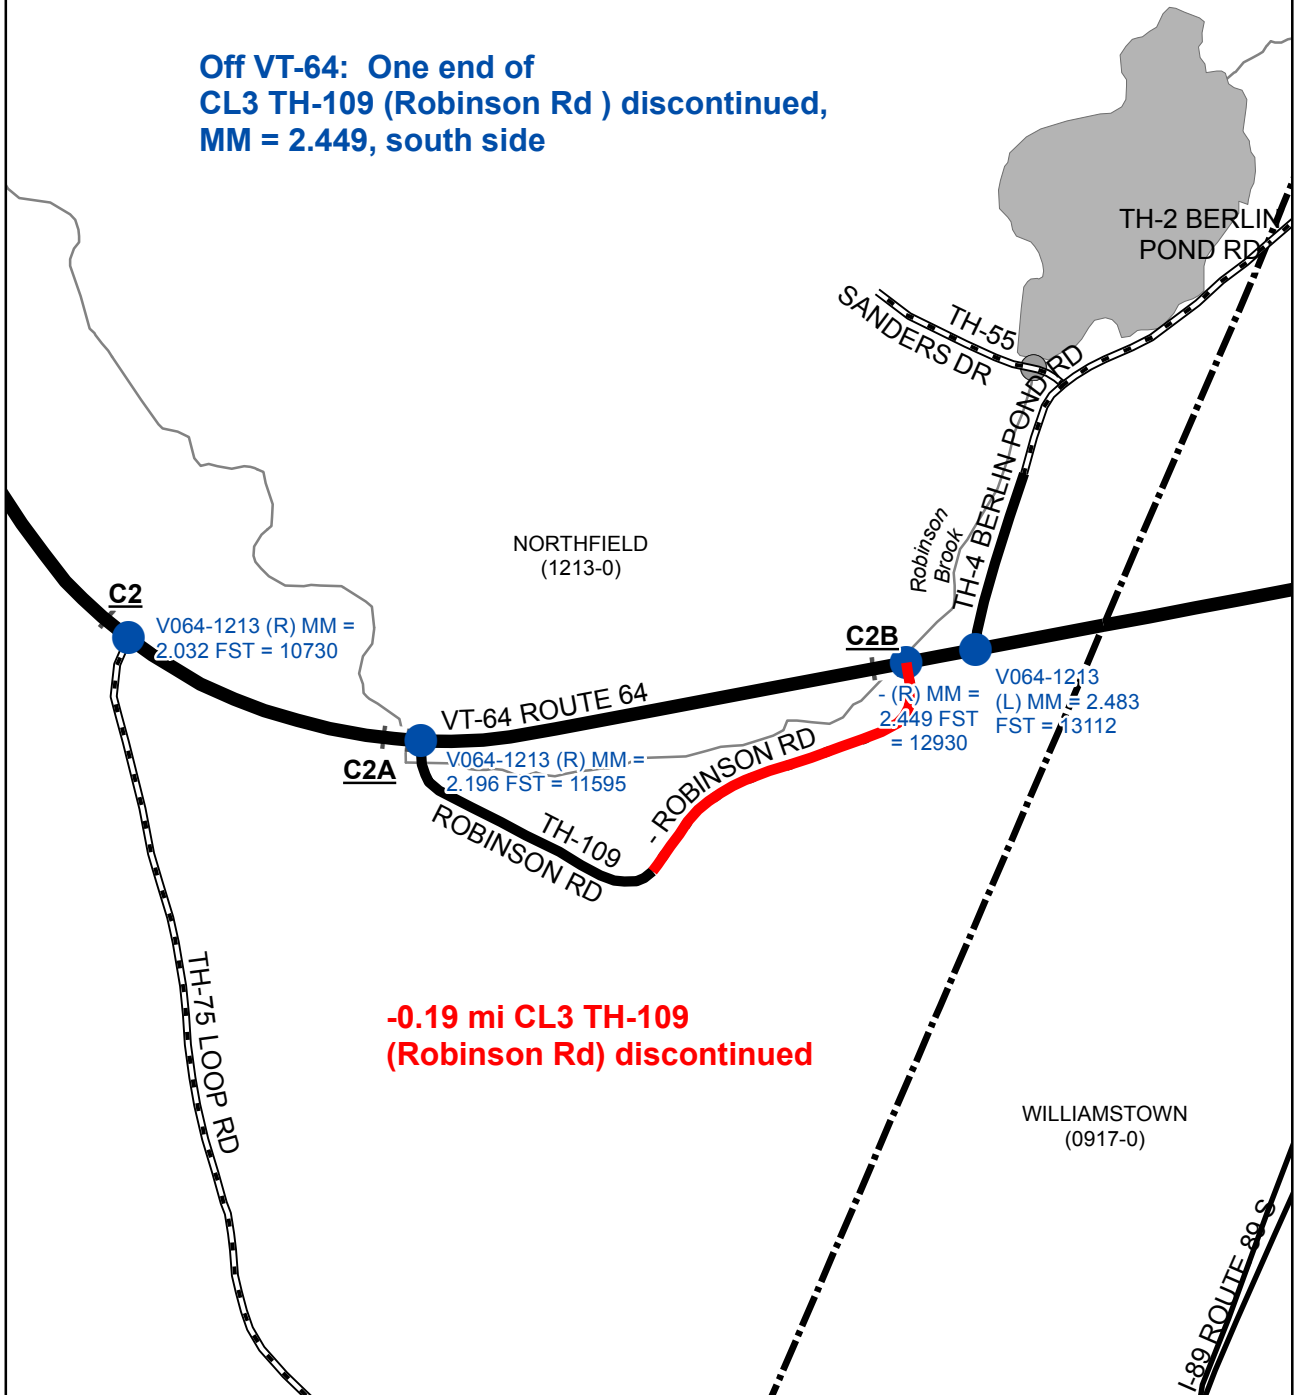 Off VT-64: One end of
CL3 TH-109 (Robinson Rd ) discontinued,
MM = 2.449, south side
TH-2 BERLIN
POND RD
TH-55
SANDERS DR
TH-4 BERLIN POND RD
Robinson
Brook
NORTHFIELD
(1213-0)
C2
V064-1213 (R) MM =
2.032 FST = 10730
C2B
V064-1213
(L) MM = 2.483
FST = 13112
- (R) MM =
2.449 FST
= 12930
VT-64 ROUTE 64
C2A
V064-1213 (R) MM =
2.196 FST = 11595
- ROBINSON RD
TH-109
ROBINSON RD
TH-75 LOOP RD
-0.19 mi CL3 TH-109
(Robinson Rd) discontinued
WILLIAMSTOWN
(0917-0)
I-89 ROUTE 89 S